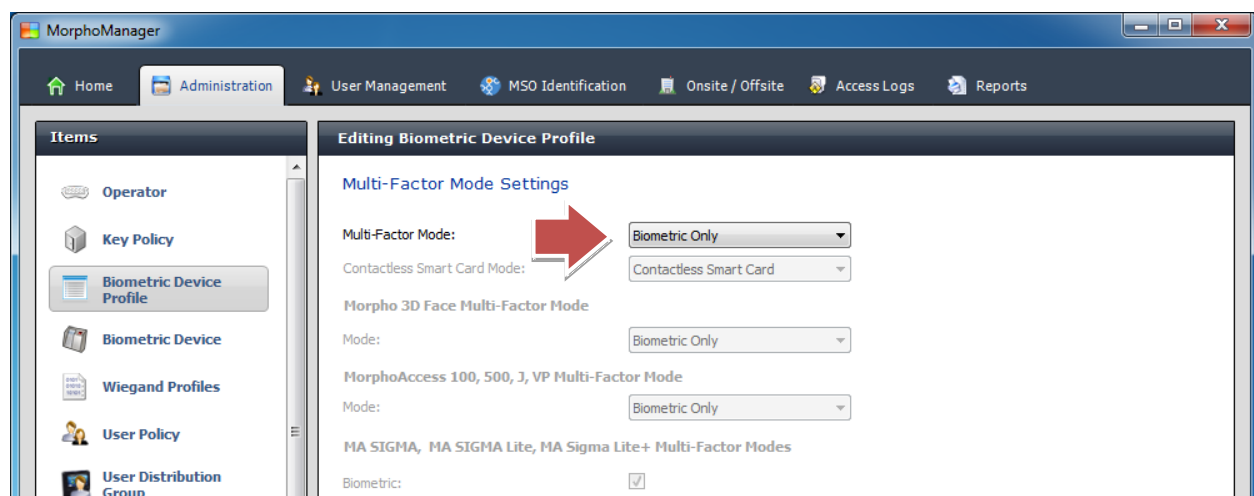 MorphoManager
Home Administration User Management MSO Identification Onsite / Offsite Access Logs Reports
Items
Operator
Key Policy
Biometric Device
Profile
Biometric Device
Wiegand Profiles
User Policy
User Distribution
Group
Editing Biometric Device Profile
Multi-Factor Mode Settings
Multi-Factor Mode: Biometric Only
Contactless Smart Card Mode: Contactless Smart Card
Morpho 3D Face Multi-Factor Mode
Mode: Biometric Only
MorphoAccess 100, 500, J, VP Multi-Factor Mode
Mode: Biometric Only
MA SIGMA, MA SIGMA Lite, MA Sigma Lite+ Multi-Factor Modes
Biometric: